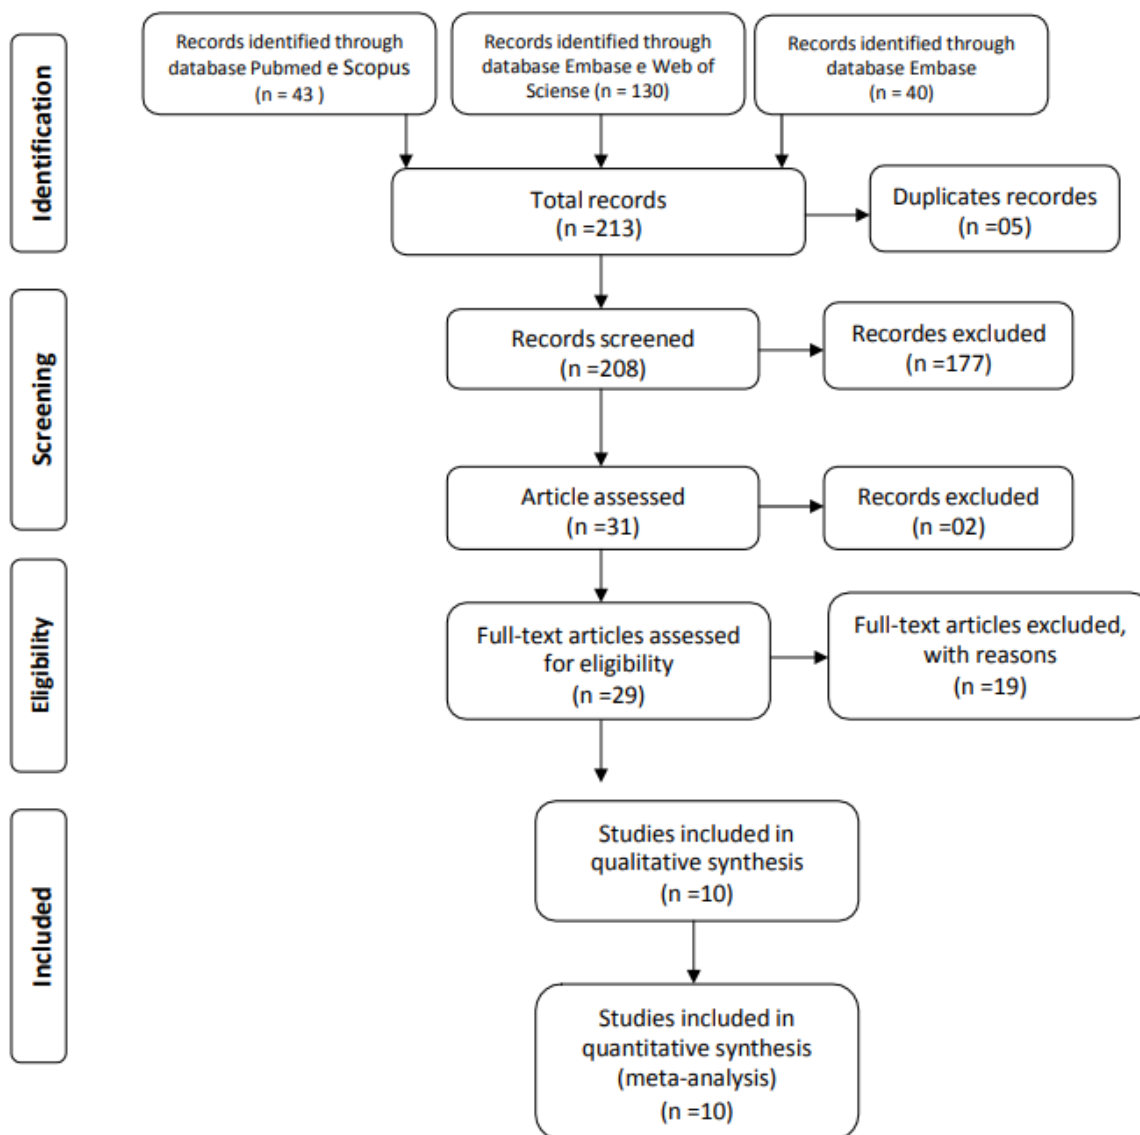 Identification
Records identified through
database Pubmed e Scopus
(n = 43 )
Records identified through
database Embase e Web of
Sciense (n = 130)
Records identified through
database Embase
(n = 40)
Total records
(n =213)
Duplicates recordes
(n =05)
Screening
Records screened
(n =208)
Recordes excluded
(n =177)
Article assessed
(n =31)
Records excluded
(n =02)
Eligibility
Full-text articles assessed
for eligibility
(n =29)
Full-text articles excluded,
with reasons
(n =19)
Included
Studies included in
qualitative synthesis
(n =10)
Studies included in
quantitative synthesis
(meta-analysis)
(n =10)